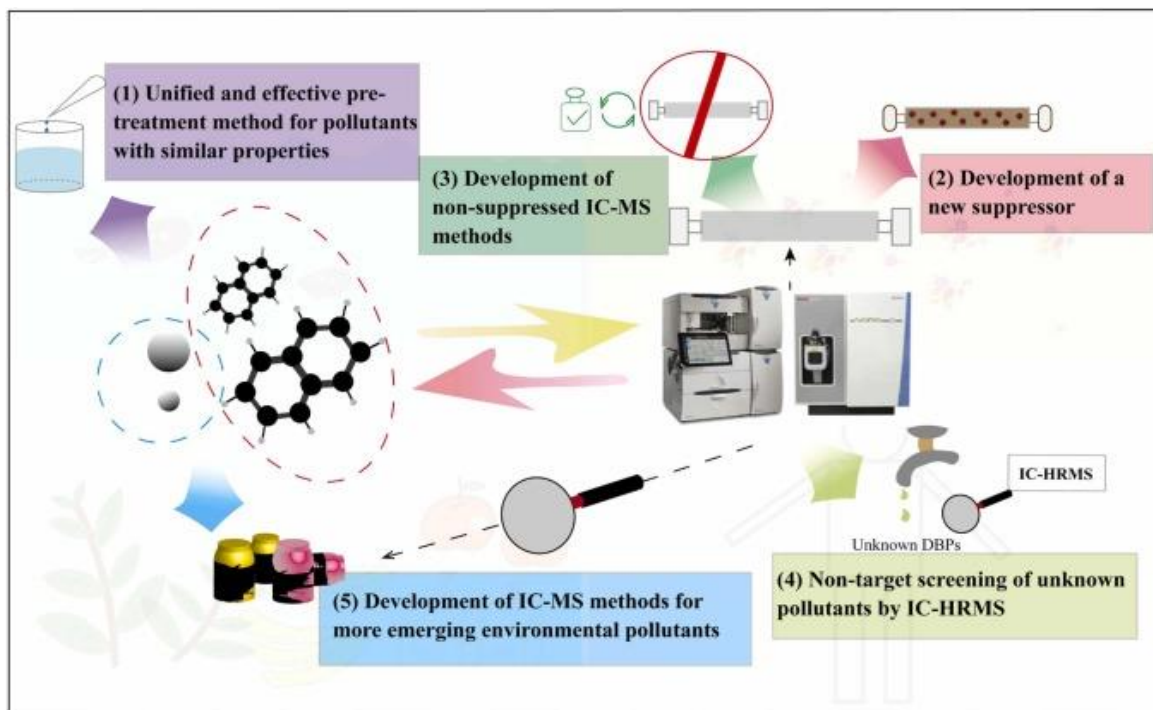 (1) Unified and effective pre-
treatment method for pollutants
with similar properties
(3) Development of
non-suppressed IC-MS
methods
(2) Development of a
new suppressor
IC-HRMS
Unknown DBPs
(4) Non-target screening of unknown
pollutants by IC-HRMS
(5) Development of IC-MS methods for
more emerging environmental pollutants